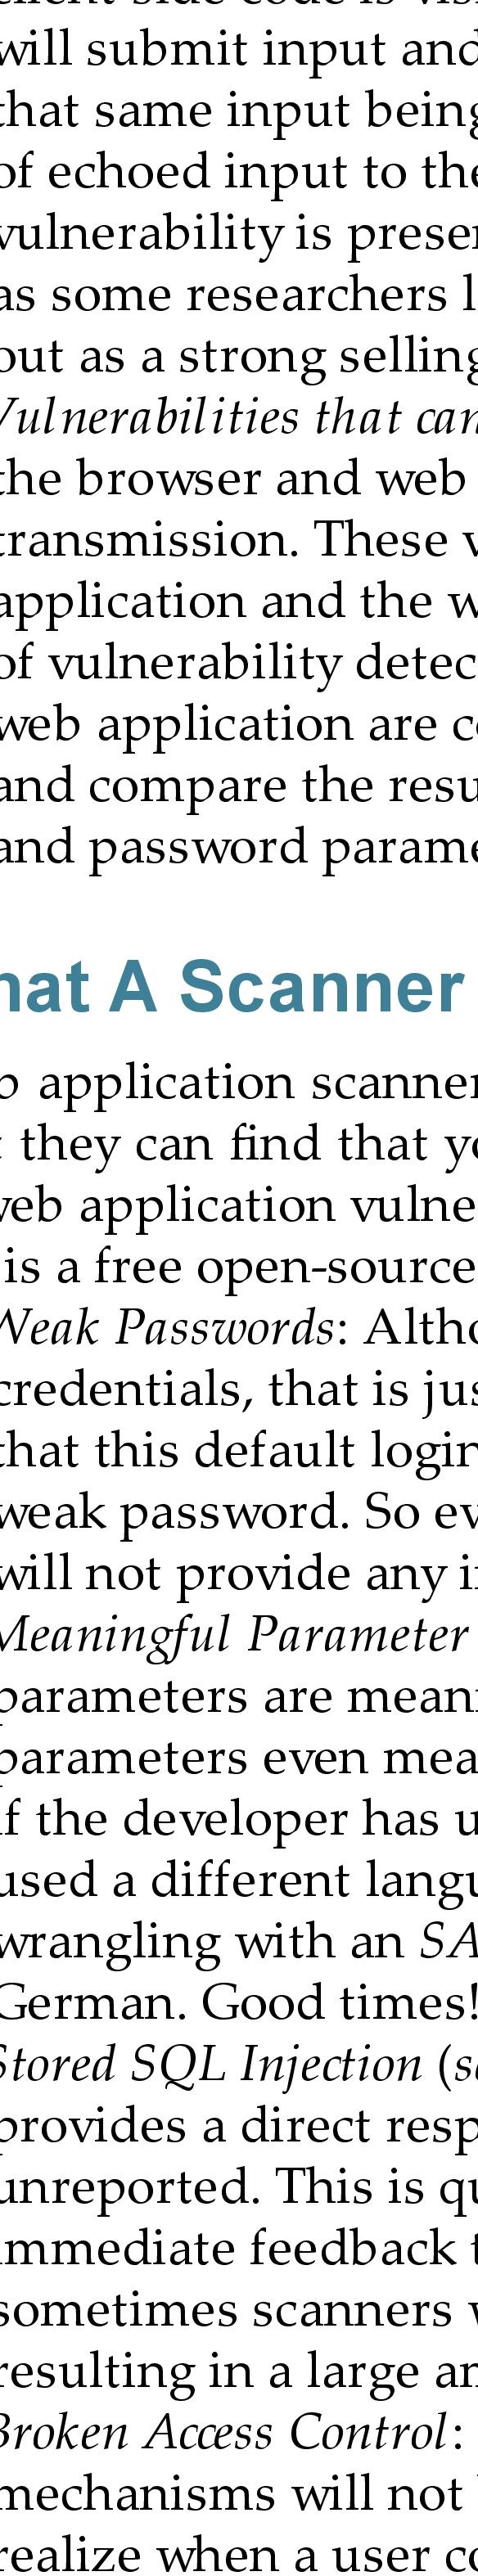 will submit input and
that same input being
of echoed input to the
vulnerability is presen
as some researchers l
out as a strong selling
Vulnerabilities that can
the browser and web
transmission. These v
application and the w
of vulnerability detec
web application are co
and compare the resu
and password parame
hat A Scanner
b application scanner
they can find that yo
web application vulne
is a free open-source
Weak Passwords: Altho
credentials, that is jus
that this default login
weak password. So ev
will not provide any in
Meaningful Parameter
parameters are meani
parameters even mea
if the developer has u
used a different langu
wrangling with an SA
German. Good times!
Stored SQL Injection (se
provides a direct resp
unreported. This is qu
immediate feedback t
sometimes scanners w
resulting in a large am
Broken Access Control:
mechanisms will not
realize when a user co